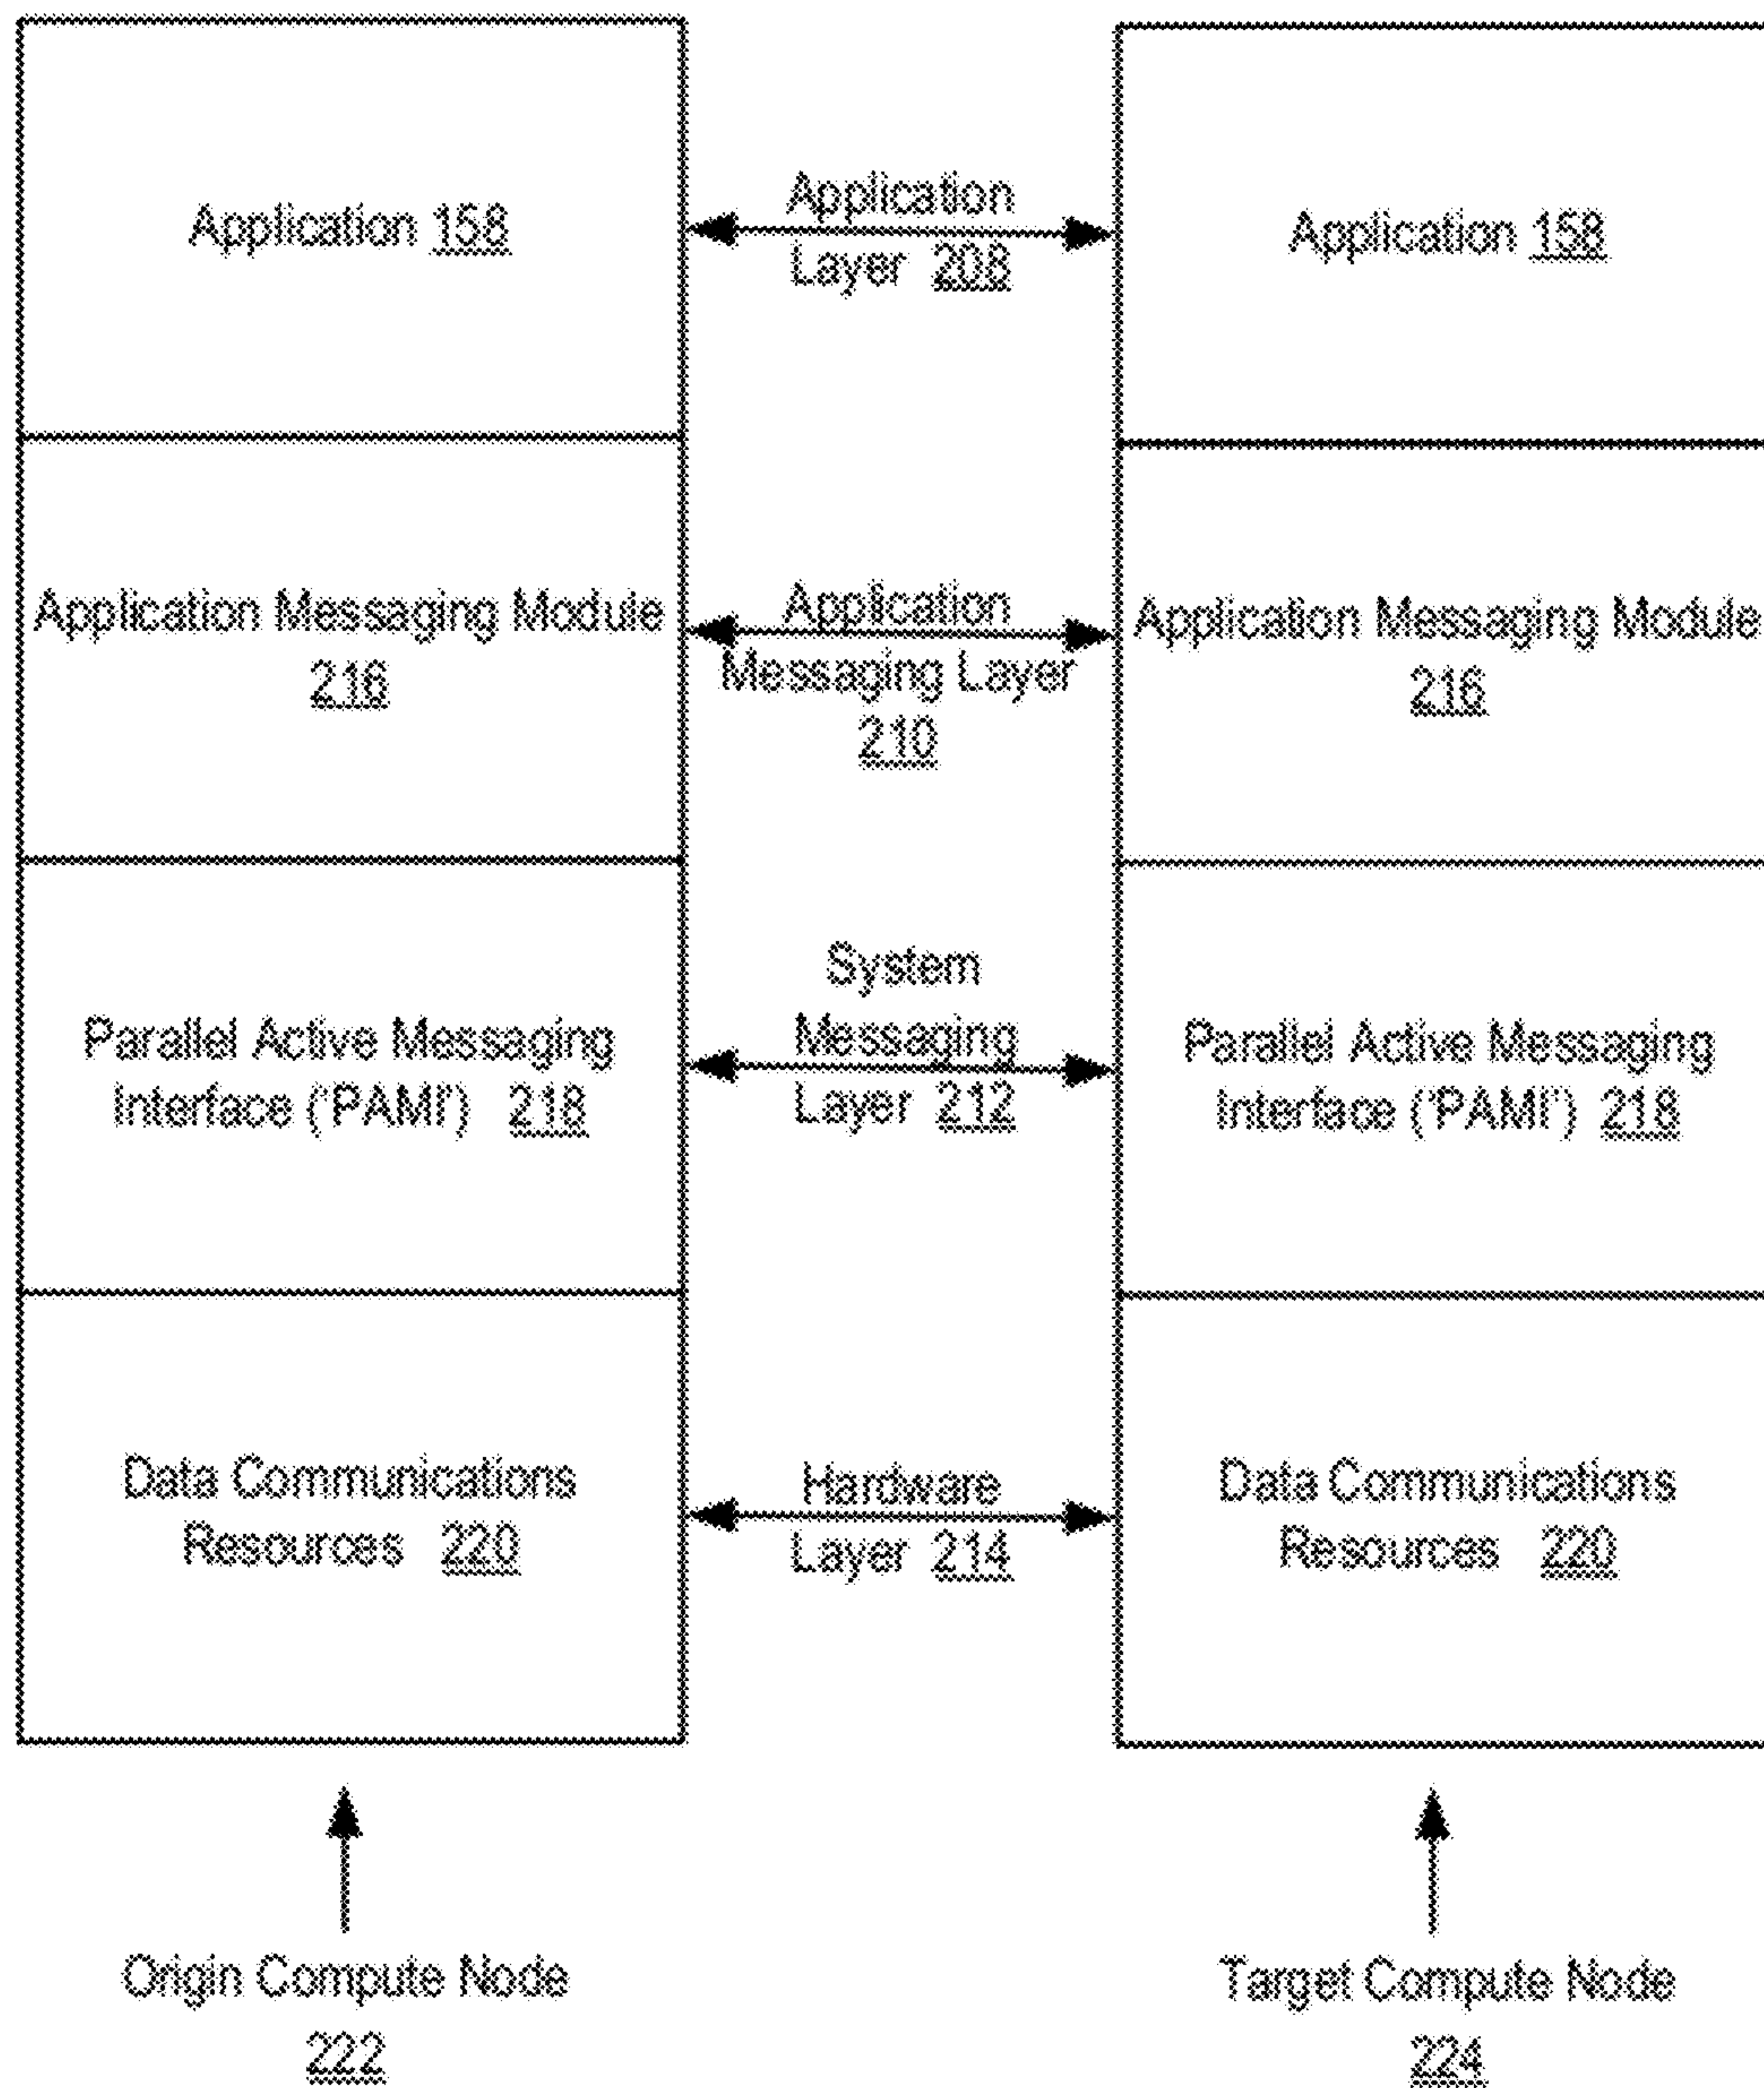 Application 158
Application
Layer 208
Application 158
Application Messaging Module
216
Application
Messaging Layer
210
Application Messaging Module
216
Parallel Active Messaging
Interface ('PAMI') 218
System
Messaging
Layer 212
Parallel Active Messaging
Interface ('PAMI') 218
Data Communications
Resources 220
Hardware
Layer 214
Data Communications
Resources 220
Origin Compute Node
222
Target Compute Node
224